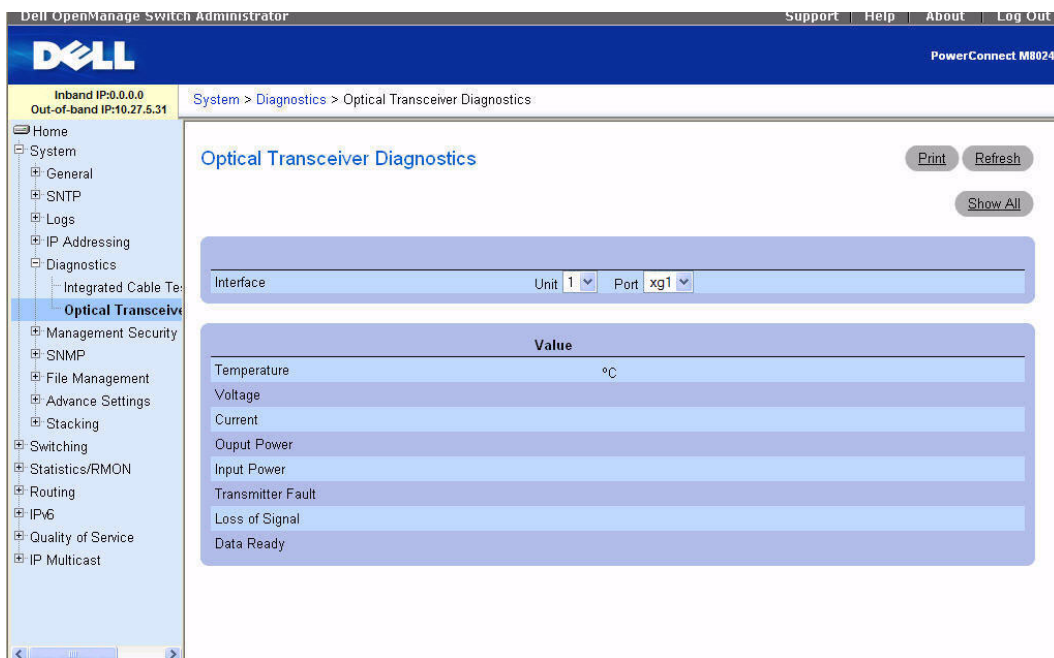 Dell OpenManage Switch Administrator
Support | Help | About | Log Out
DELL
PowerConnect M8024
Inband IP:0.0.0.0
Out-of-band IP:10.27.5.31
System > Diagnostics > Optical Transceiver Diagnostics
Home
System
General
SNTP
Logs
IP Addressing
Diagnostics
Integrated Cable Te
Optical Transceive
Management Security
SNMP
File Management
Advance Settings
Stacking
Switching
Statistics/RMON
Routing
IPv6
Quality of Service
IP Multicast
Optical Transceiver Diagnostics
Print Refresh
Show All
Interface Unit 1 Port xg1
Value
Temperature ºC
Voltage
Current
Ouput Power
Input Power
Transmitter Fault
Loss of Signal
Data Ready